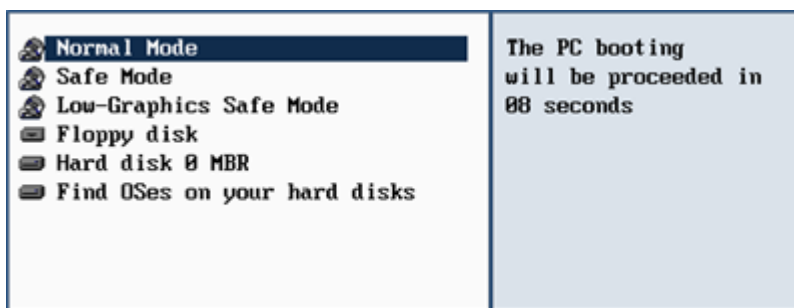 Normal Mode
Safe Mode
Low-Graphics Safe Mode
Floppy disk
Hard disk 0 MBR
Find OSes on your hard disks
The PC booting
will be proceeded in
08 seconds